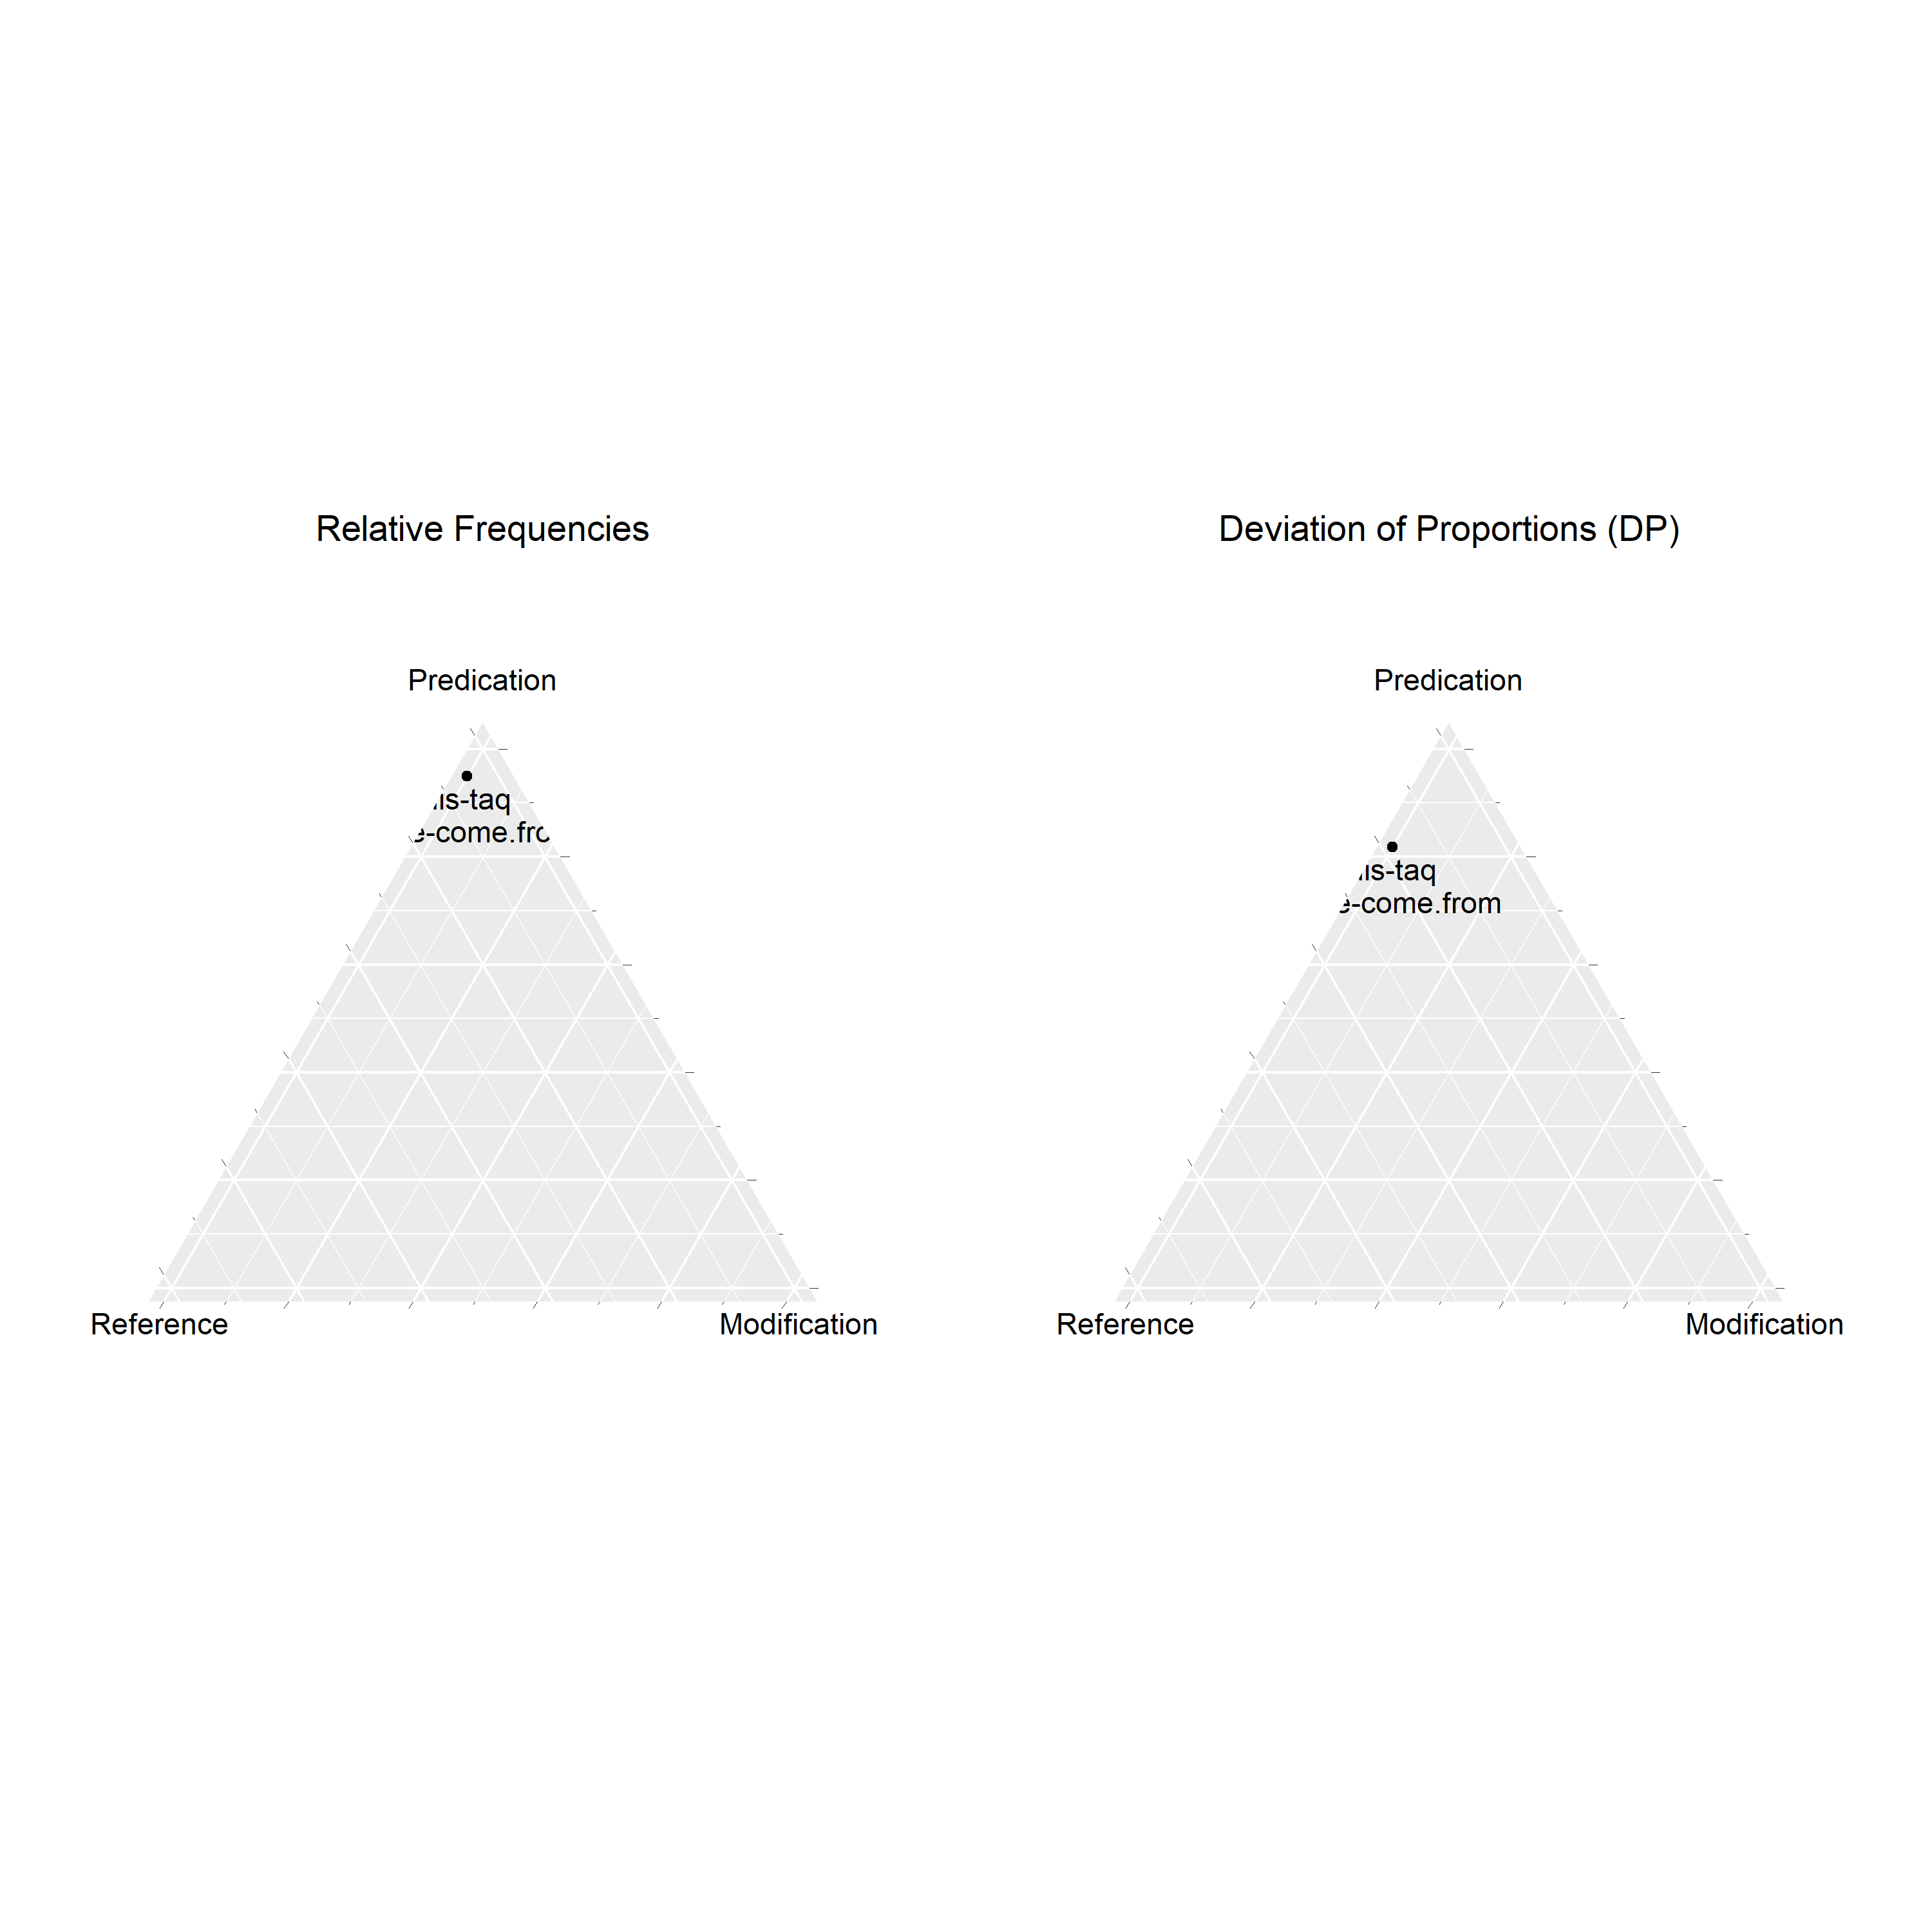 Relative Frequencies
Predication
is-taq
e-come.fro
Reference
Modification
Deviation of Proportions (DP)
Predication
is-taq
e-come.from
Reference
Modification